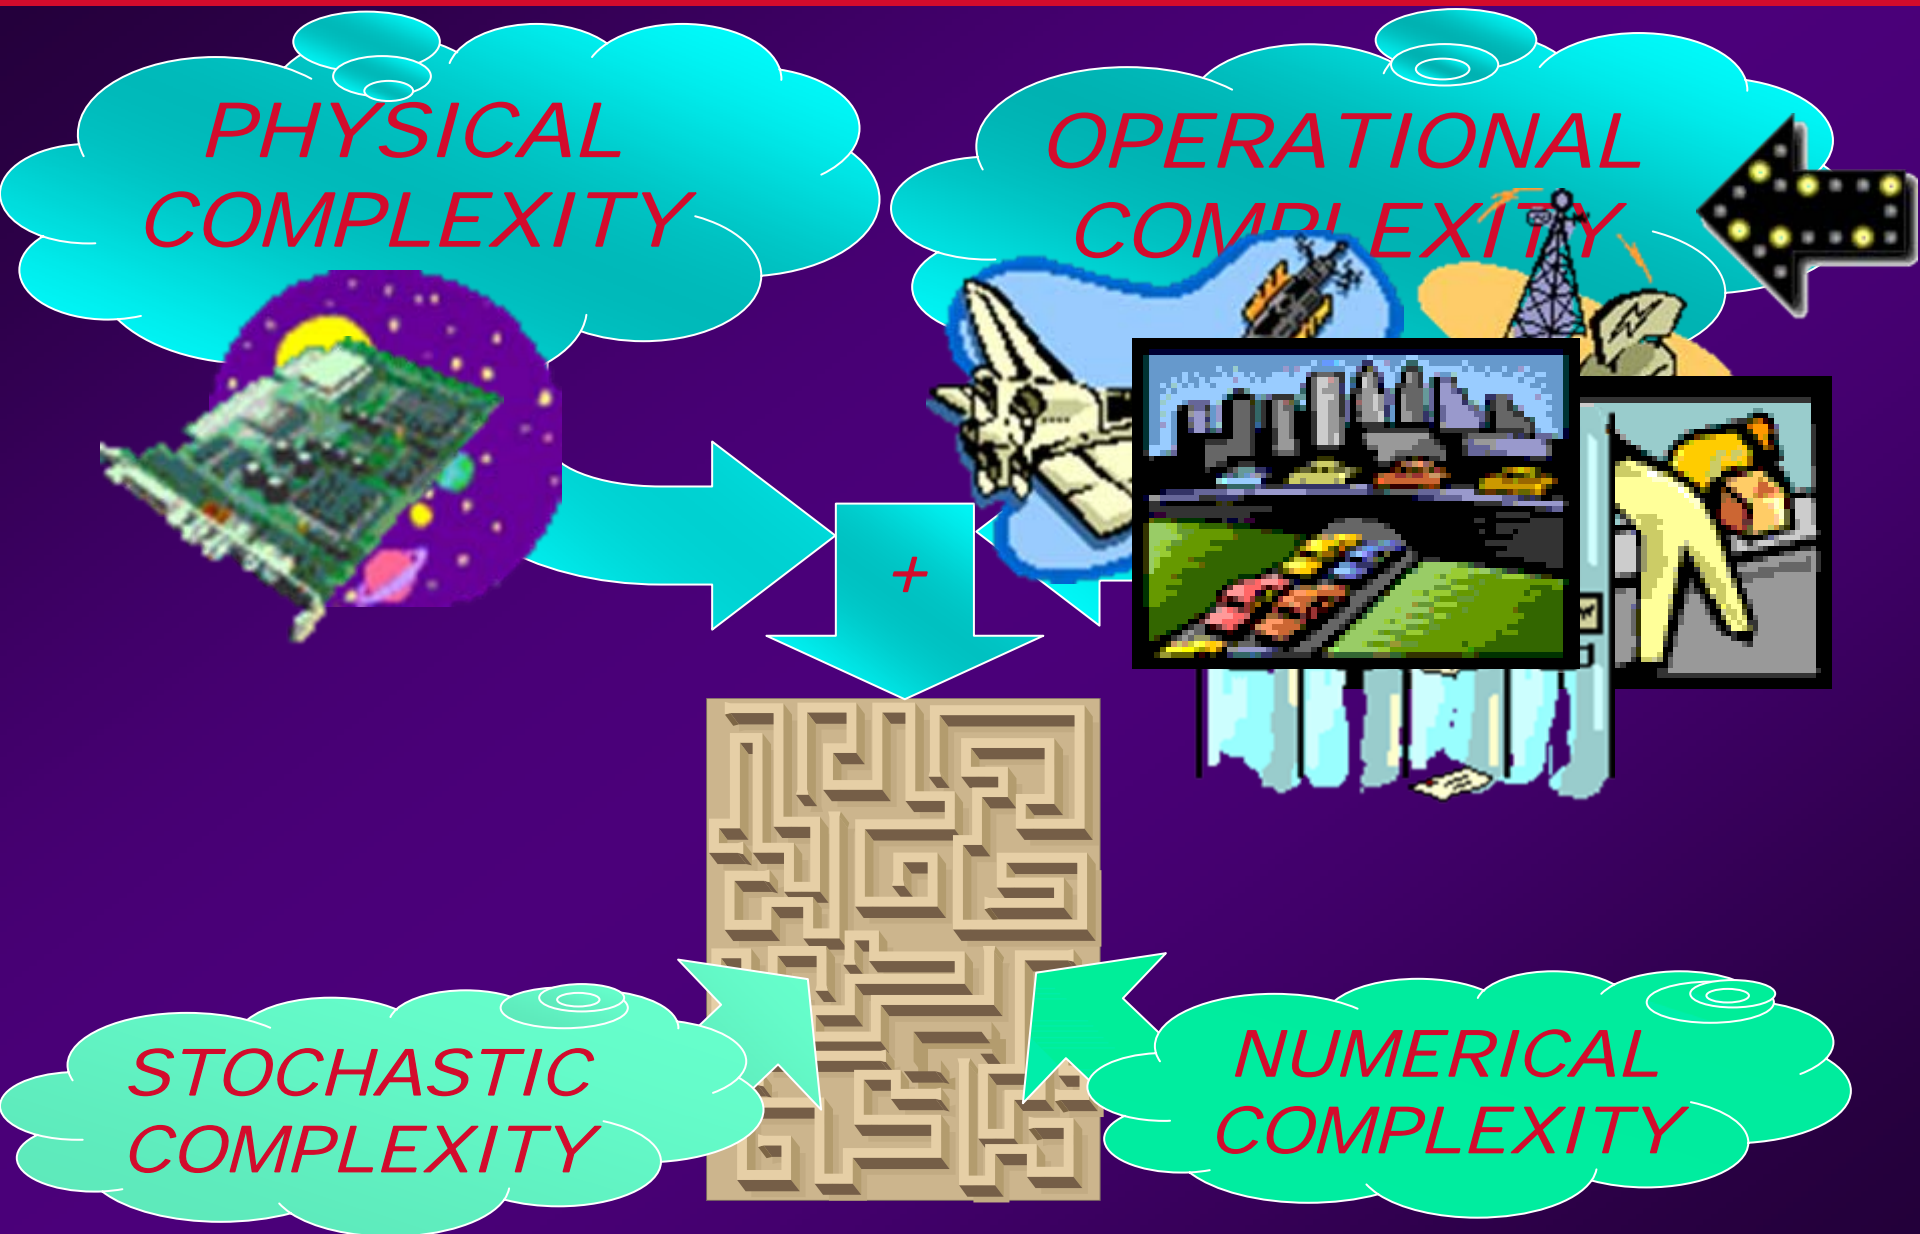 PHYSICAL
COMPLEXITY
OPERATIONAL
COMPLEXITY
+
STOCHASTIC
COMPLEXITY
NUMERICAL
COMPLEXITY